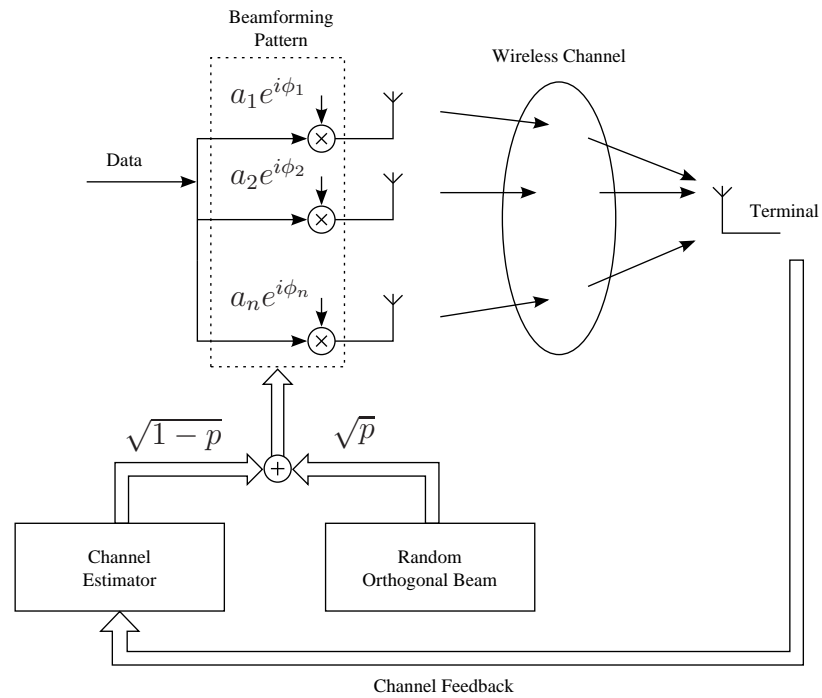 Beamforming
Pattern
Wireless Channel
a₁e^{iϕ₁}
Data
a₂e^{iϕ₂}
Terminal
aₙe^{iϕₙ}
√1 − p
√p
Channel
Estimator
Random
Orthogonal Beam
Channel Feedback